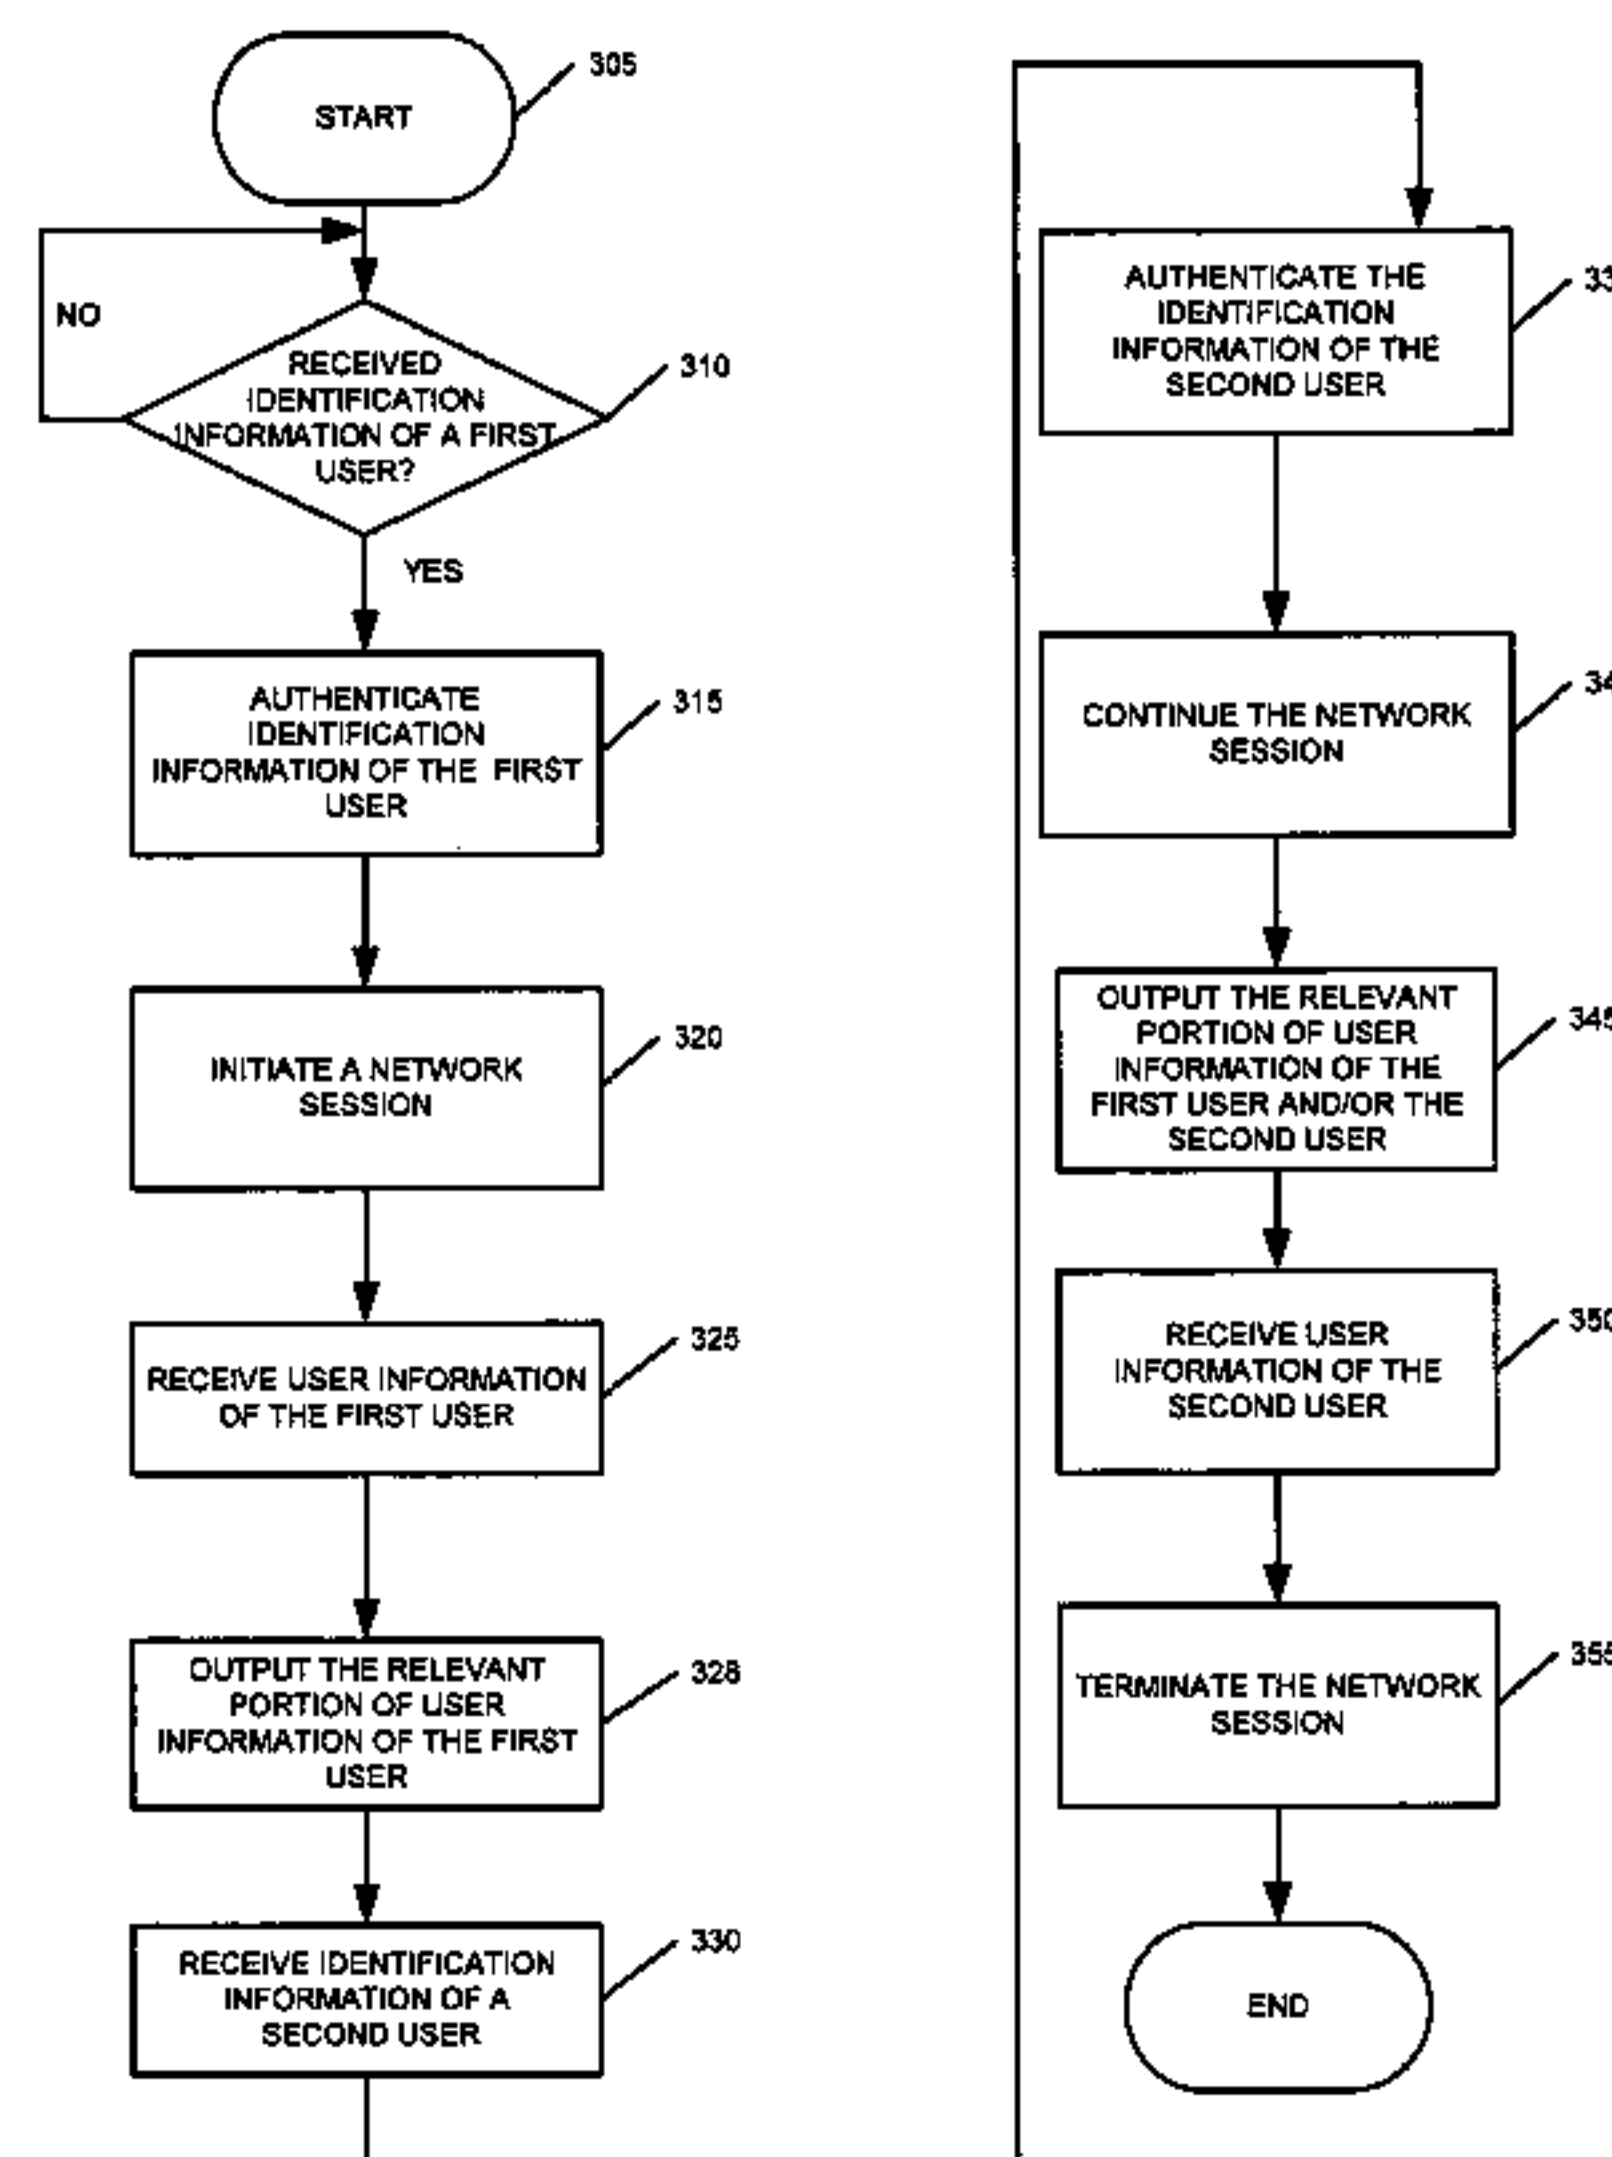 START
305
NO
RECEIVED
IDENTIFICATION
INFORMATION OF A FIRST
USER?
310
YES
AUTHENTICATE
IDENTIFICATION
INFORMATION OF THE FIRST
USER
315
INITIATE A NETWORK
SESSION
320
RECEIVE USER INFORMATION
OF THE FIRST USER
325
OUTPUT THE RELEVANT
PORTION OF USER
INFORMATION OF THE FIRST
USER
328
RECEIVE IDENTIFICATION
INFORMATION OF A
SECOND USER
330
AUTHENTICATE THE
IDENTIFICATION
INFORMATION OF THE
SECOND USER
CONTINUE THE NETWORK
SESSION
OUTPUT THE RELEVANT
PORTION OF USER
INFORMATION OF THE
FIRST USER AND/OR THE
SECOND USER
345
RECEIVE USER
INFORMATION OF THE
SECOND USER
350
TERMINATE THE NETWORK
SESSION
355
END